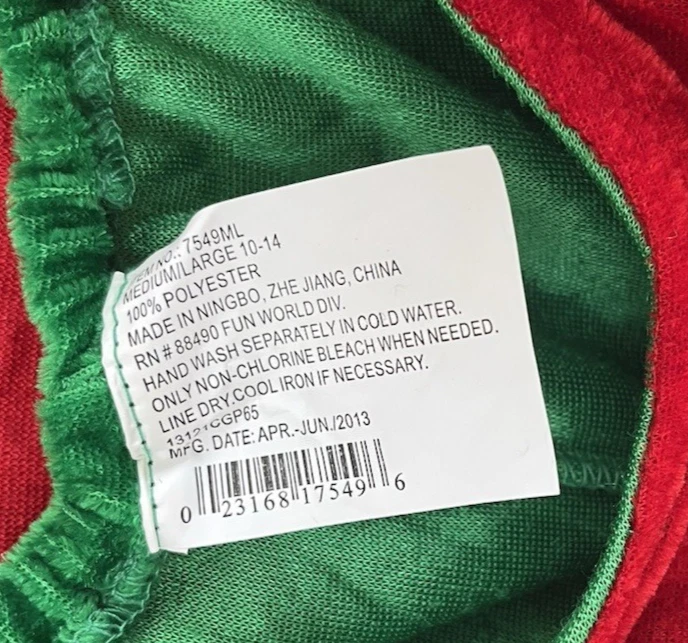 ITEM NO.: 7549ML
MEDIUM/LARGE 10-14
100% POLYESTER
MADE IN NINGBO, ZHE JIANG, CHINA
RN # 88490 FUN WORLD DIV.
HAND WASH SEPARATELY IN COLD WATER.
ONLY NON-CHLORINE BLEACH WHEN NEEDED.
LINE DRY.COOL IRON IF NECESSARY.
13121CGP65
MFG. DATE: APR.-JUN./2013
0 23168 17549 6